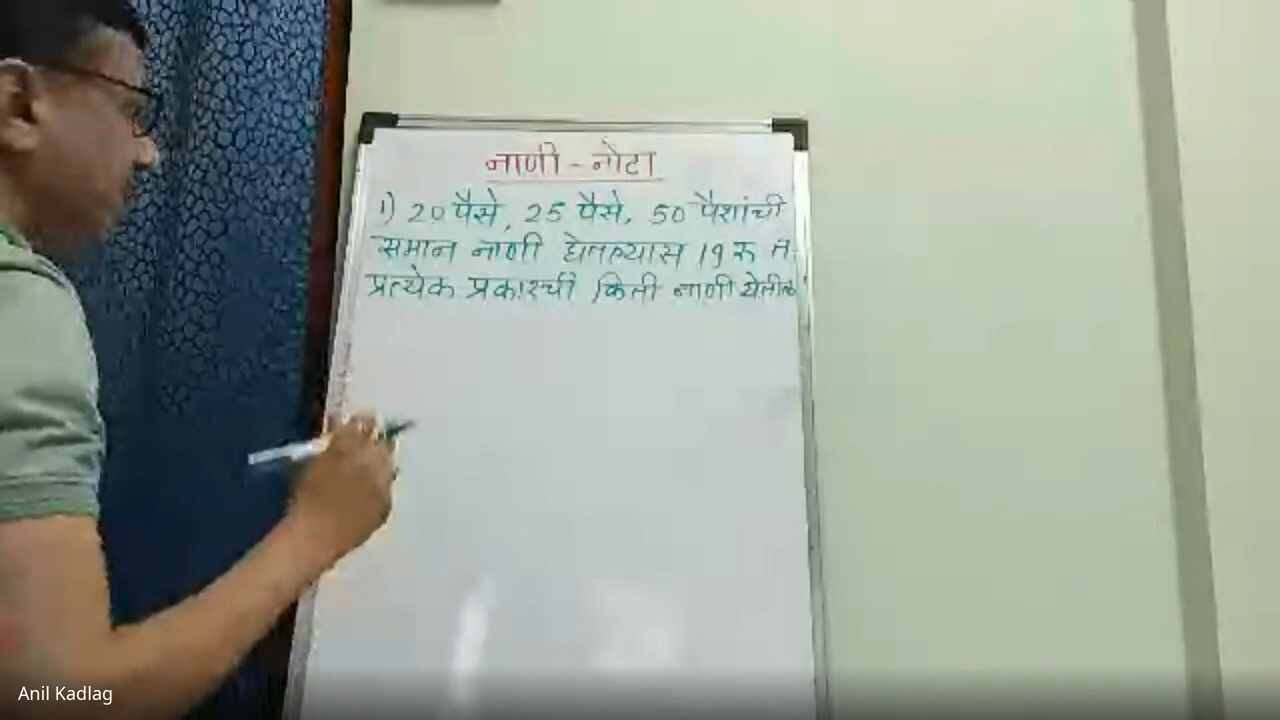 नाणी - नोटा
1) 20 पैसे, 25 पैसे, 50 पैशांची
समान नाणी घेतल्यास 19 रु त
प्रत्येक प्रकारची किती नाणी येतील
Anil Kadlag